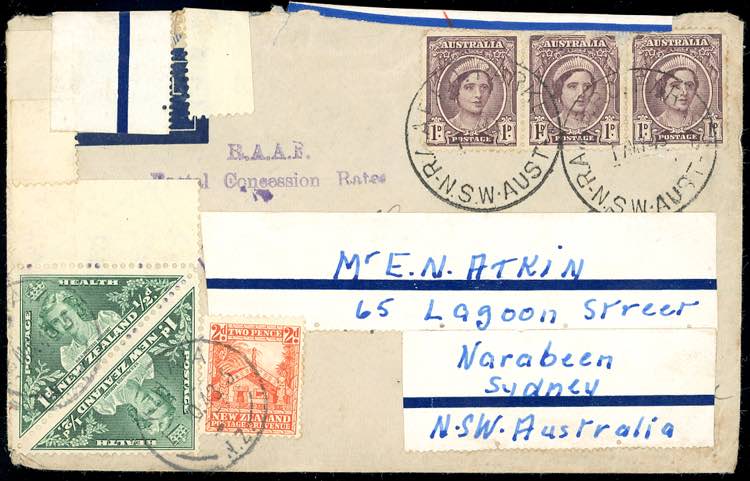 AUSTRALIA AUSTRALIA AUSTRALIA
1D 1D 1D 1D 1D 1D
POSTAGE POSTAGE POSTAGE
N.S.W.AUST
N.S.W.AUST
R.A.A.F.
Postal Concession Rates
Mr E.N. ATKIN
65 Lagoon Street
Narabeen
Sydney
N.S.W. Australia
HEALTH
POSTAGE
NEW ZEALAND
1d ½d
NEW ZEALAND
POSTAGE
1d ½d
HEALTH
2d TWO PENCE 2d
NEW ZEALAND
POSTAGE & REVENUE
N.Z.